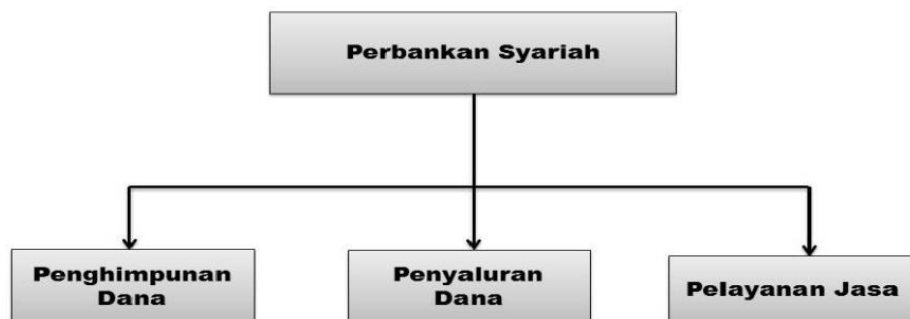 Perbankan Syariah
Penghimpunan
Dana
Penyaluran
Dana
Pelayanan Jasa